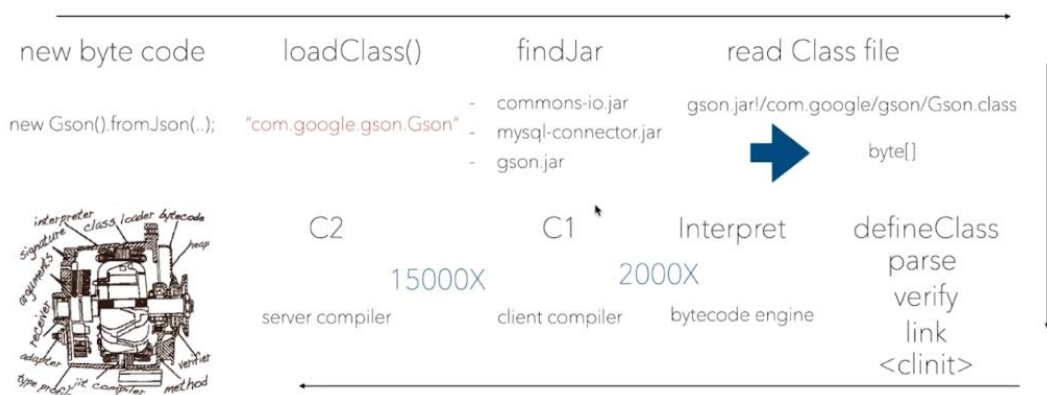 new byte code
loadClass()
findJar
read Class file
new Gson().fromJson(..);
"com.google.gson.Gson"
- commons-io.jar
- mysql-connector.jar
- gson.jar
gson.jar!/com.google/gson/Gson.class
byte[]
defineClass
parse
verify
link
<clinit>
Interpret
bytecode engine
2000X
C1
client compiler
15000X
C2
server compiler
interpreter
class loader
bytecode
signature
heap
arguments
receiver
adapter
type profile
jit compiler
method
verifier